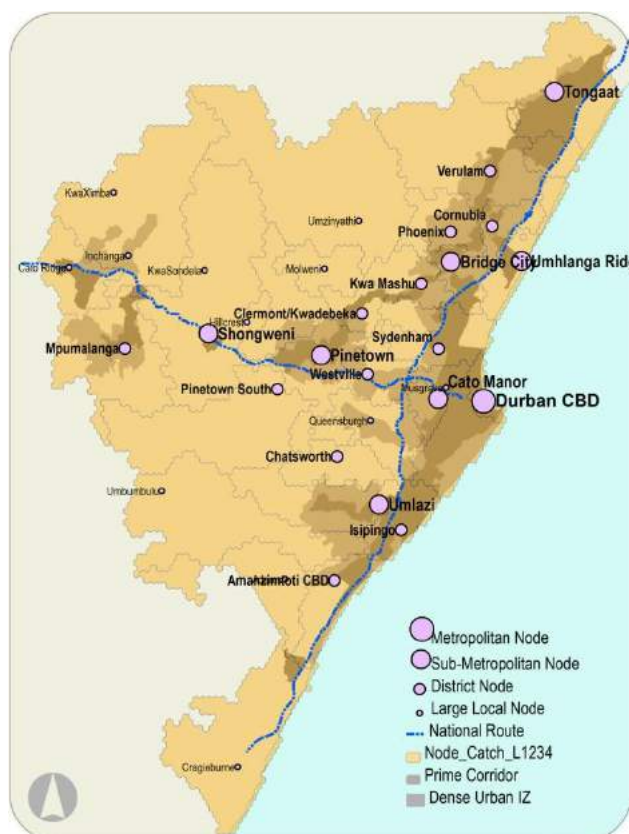 Tongaat
Verulam
KwaXimba
Cornubia
Umzinyathi
Phoenix
Inchanga
Bridge City
Umhlanga Rid
Cato Ridge
KwaSondela
Molweni
Kwa Mashu
Clermont/Kwadebeka
Hillcrest
Shongweni
Sydenham
Mpumalanga
Pinetown
Westville
Pinetown South
Musgrave
Cato Manor
Durban CBD
Queensburgh
Chatsworth
Umbumbulu
Umlazi
Isipingo
Amanzimoti CBD
Metropolitan Node
Sub-Metropolitan Node
District Node
Large Local Node
National Route
Node_Catch_L1234
Prime Corridor
Dense Urban IZ
Cragieburne